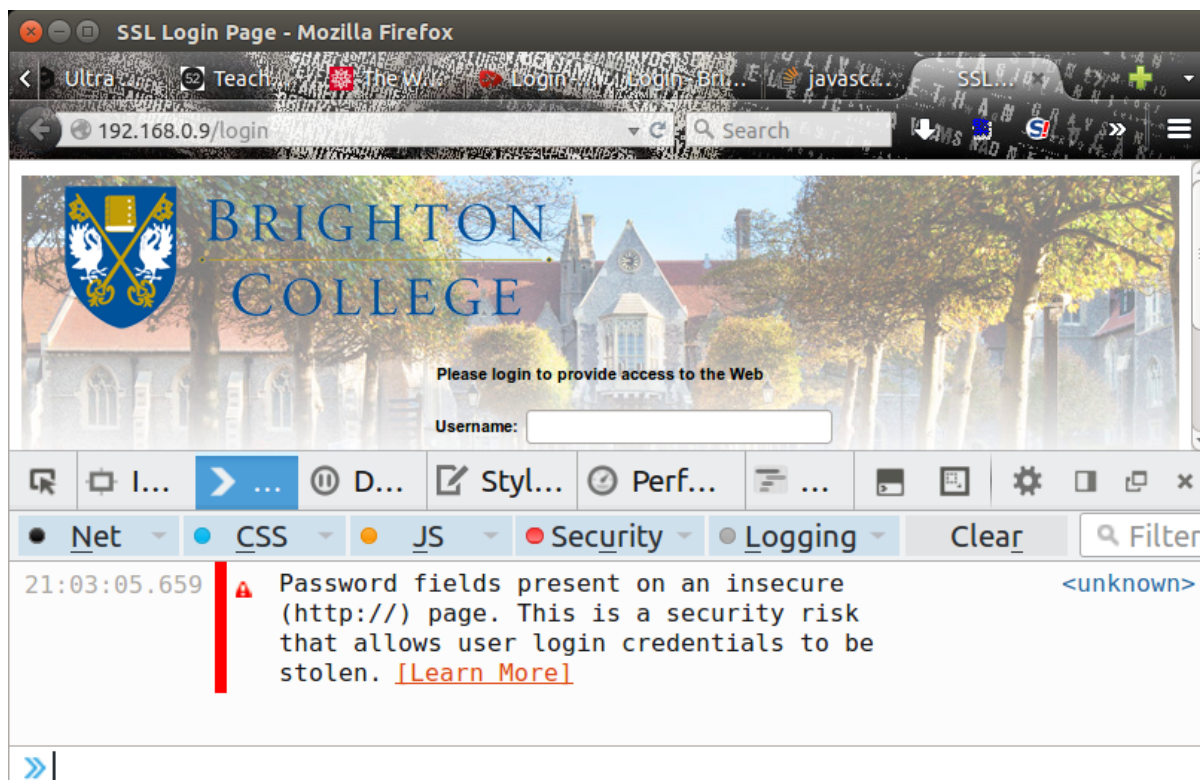 SSL Login Page - Mozilla Firefox
Ultra... 52 Teach... The W... Login - Login - Bri... javasc... SSL...
192.168.0.9/login Search
BRIGHTON
COLLEGE
Please login to provide access to the Web
Username:
I... ... D... Styl... Perf... ...
Net CSS JS Security Logging Clear Filter
21:03:05.659 Password fields present on an insecure <unknown>
(http://) page. This is a security risk
that allows user login credentials to be
stolen. [Learn More]